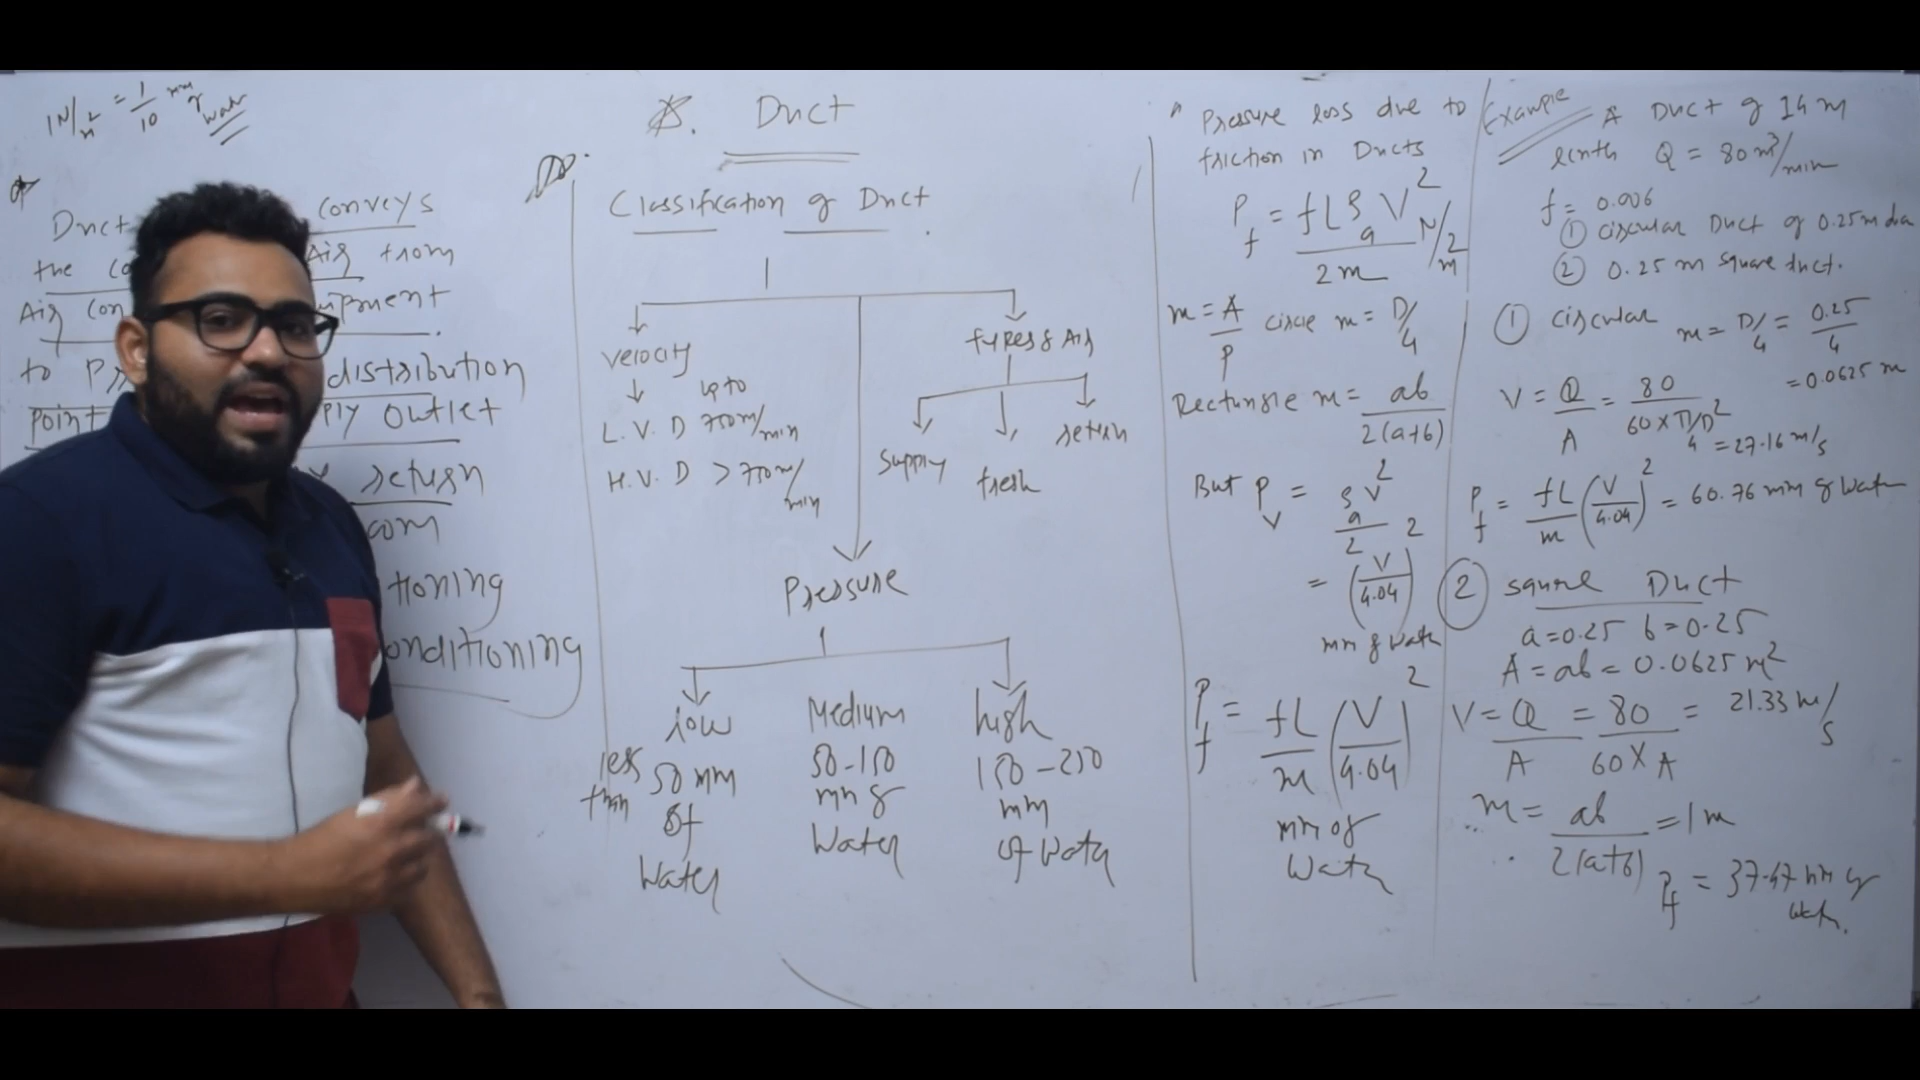 1 N/m² = 1/10 mm of water
Duct conveys
the Air from
Air con uipment
to distribution
point PLY outlet
return
oom
tioning
onditioning
Duct
Classification of Duct.
velocity
L.V.D upto 750 m/min
H.V.D > 750 m/min
types of Air
supply
fresh
return
Pressure
low
less than 50 mm
of
Water
Medium
50-150
mm of
Water
high
150-250
mm
of Water
Pressure loss due to
friction in Ducts
Pf = fLρa V² / 2m N/m²
m = A/P circle m = D/4
Rectangle m = ab / 2(a+b)
But Pv = ρa V² / 2
= (V/4.04)²
mm of Water
Pf = fL/m (V/4.04)²
mm of
Water
Example A Duct of 14 m
lenth Q = 80 m³/min
f = 0.006
① circular Duct of 0.25 m dia
② 0.25 m square duct.
① circular m = D/4 = 0.25/4
= 0.0625 m
V = Q/A = 80 / 60 × π/4 D² = 27.16 m/s
Pf = fL/m (V/4.04)² = 60.76 mm of Water
② square Duct
a = 0.25 b = 0.25
A = ab = 0.0625 m²
V = Q/A = 80 / 60 × A = 21.33 m/s
m = ab / 2(a+b) = 1 m
Pf = 37.47 mm of
Water.